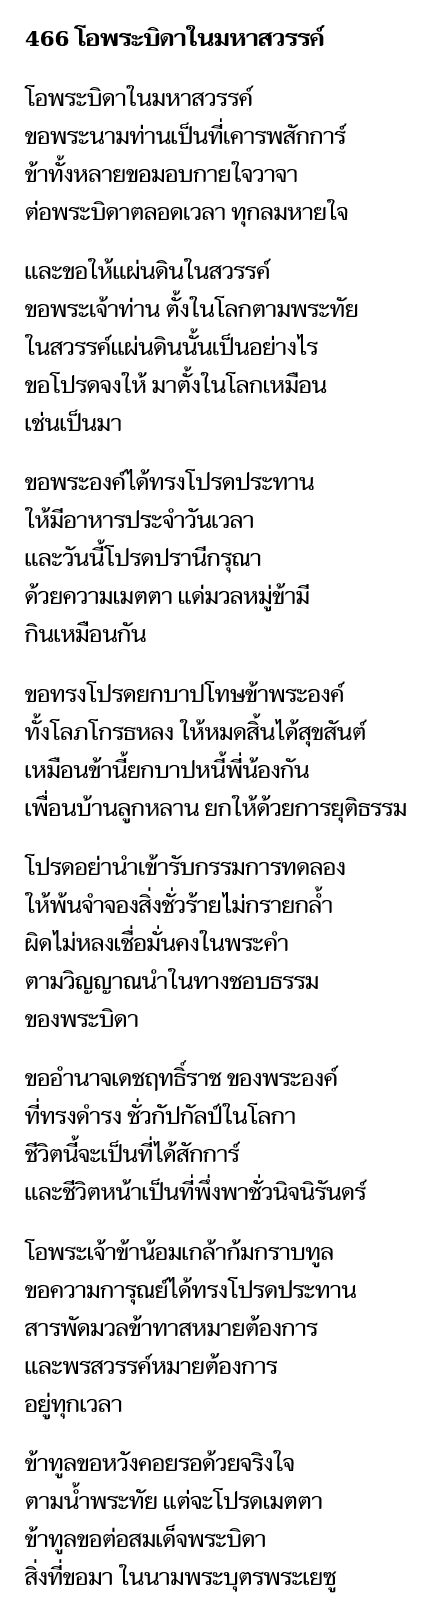 466 โอพระบิดาในมหาสวรรค์
โอพระบิดาในมหาสวรรค์
ขอพระนามท่านเป็นที่เคารพสักการ์
ข้าทั้งหลายขอมอบกายใจวาจา
ต่อพระบิดาตลอดเวลา ทุกลมหายใจ
และขอให้แผ่นดินในสวรรค์
ขอพระเจ้าท่าน ตั้งในโลกตามพระทัย
ในสวรรค์แผ่นดินนั้นเป็นอย่างไร
ขอโปรดจงให้ มาตั้งในโลกเหมือน
เช่นเป็นมา
ขอพระองค์ได้ทรงโปรดประทาน
ให้มีอาหารประจำวันเวลา
และวันนี้โปรดปรานีกรุณา
ด้วยความเมตตา แด่มวลหมู่ข้ามี
กินเหมือนกัน
ขอทรงโปรดยกบาปโทษข้าพระองค์
ทั้งโลภโกรธหลง ให้หมดสิ้นได้สุขสันต์
เหมือนข้านี้ยกบาปหนี้พี่น้องกัน
เพื่อนบ้านลูกหลาน ยกให้ด้วยการยุติธรรม
โปรดอย่านำเข้ารับกรรมการทดลอง
ให้พ้นจำจองสิ่งชั่วร้ายไม่กรายกล้ำ
ผิดไม่หลงเชื่อมั่นคงในพระคำ
ตามวิญญาณนำในทางชอบธรรม
ของพระบิดา
ขออำนาจเดชฤทธิ์ราช ของพระองค์
ที่ทรงดำรง ชั่วกัปกัลป์ในโลกา
ชีวิตนี้จะเป็นที่ได้สักการ์
และชีวิตหน้าเป็นที่พึ่งพาชั่วนิจนิรันดร์
โอพระเจ้าข้าน้อมเกล้าก้มกราบทูล
ขอความการุณย์ได้ทรงโปรดประทาน
สารพัดมวลข้าทาสหมายต้องการ
และพรสวรรค์หมายต้องการ
อยู่ทุกเวลา
ข้าทูลขอหวังคอยรอด้วยจริงใจ
ตามน้ำพระทัย แต่จะโปรดเมตตา
ข้าทูลขอต่อสมเด็จพระบิดา
สิ่งที่ขอมา ในนามพระบุตรพระเยซู